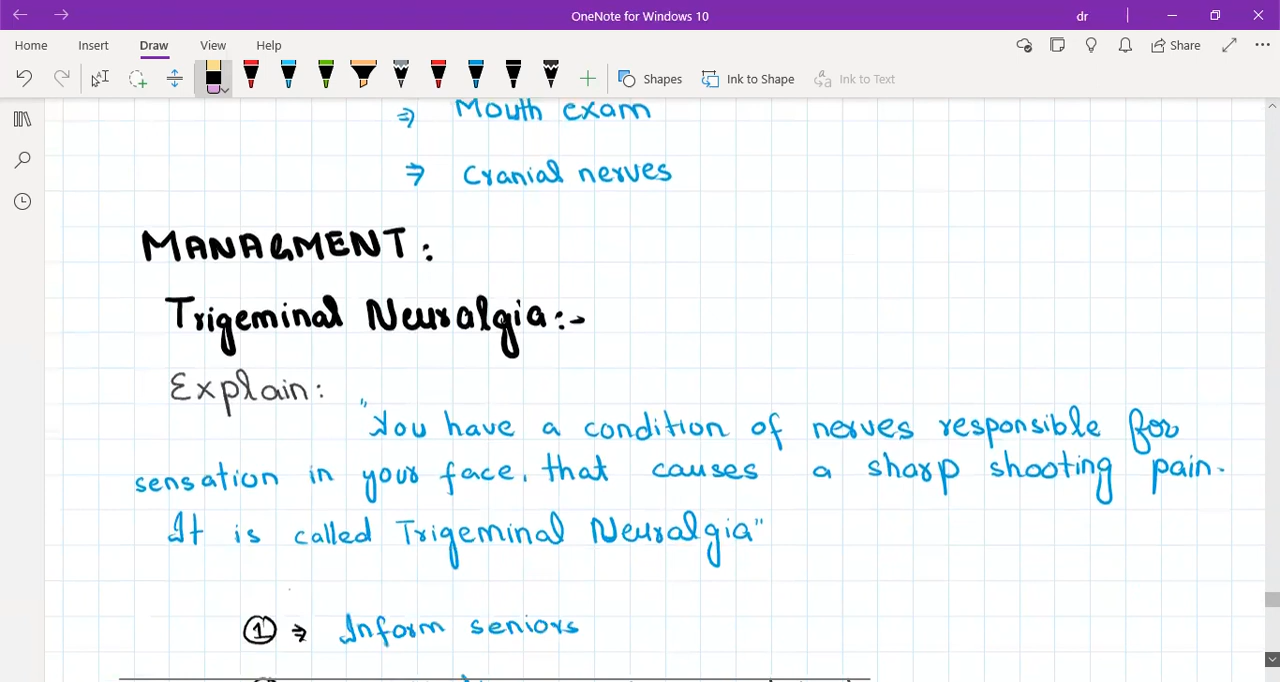 OneNote for Windows 10
dr
Home Insert Draw View Help
Share
Shapes Ink to Shape Ink to Text
⇒ Mouth exam
⇒ Cranial nerves
MANAGMENT:
Trigeminal Neuralgia:-
Explain:
"You have a condition of nerves responsible for
sensation in your face, that causes a sharp shooting pain.
It is called Trigeminal Neuralgia"
① ⇒ Inform seniors